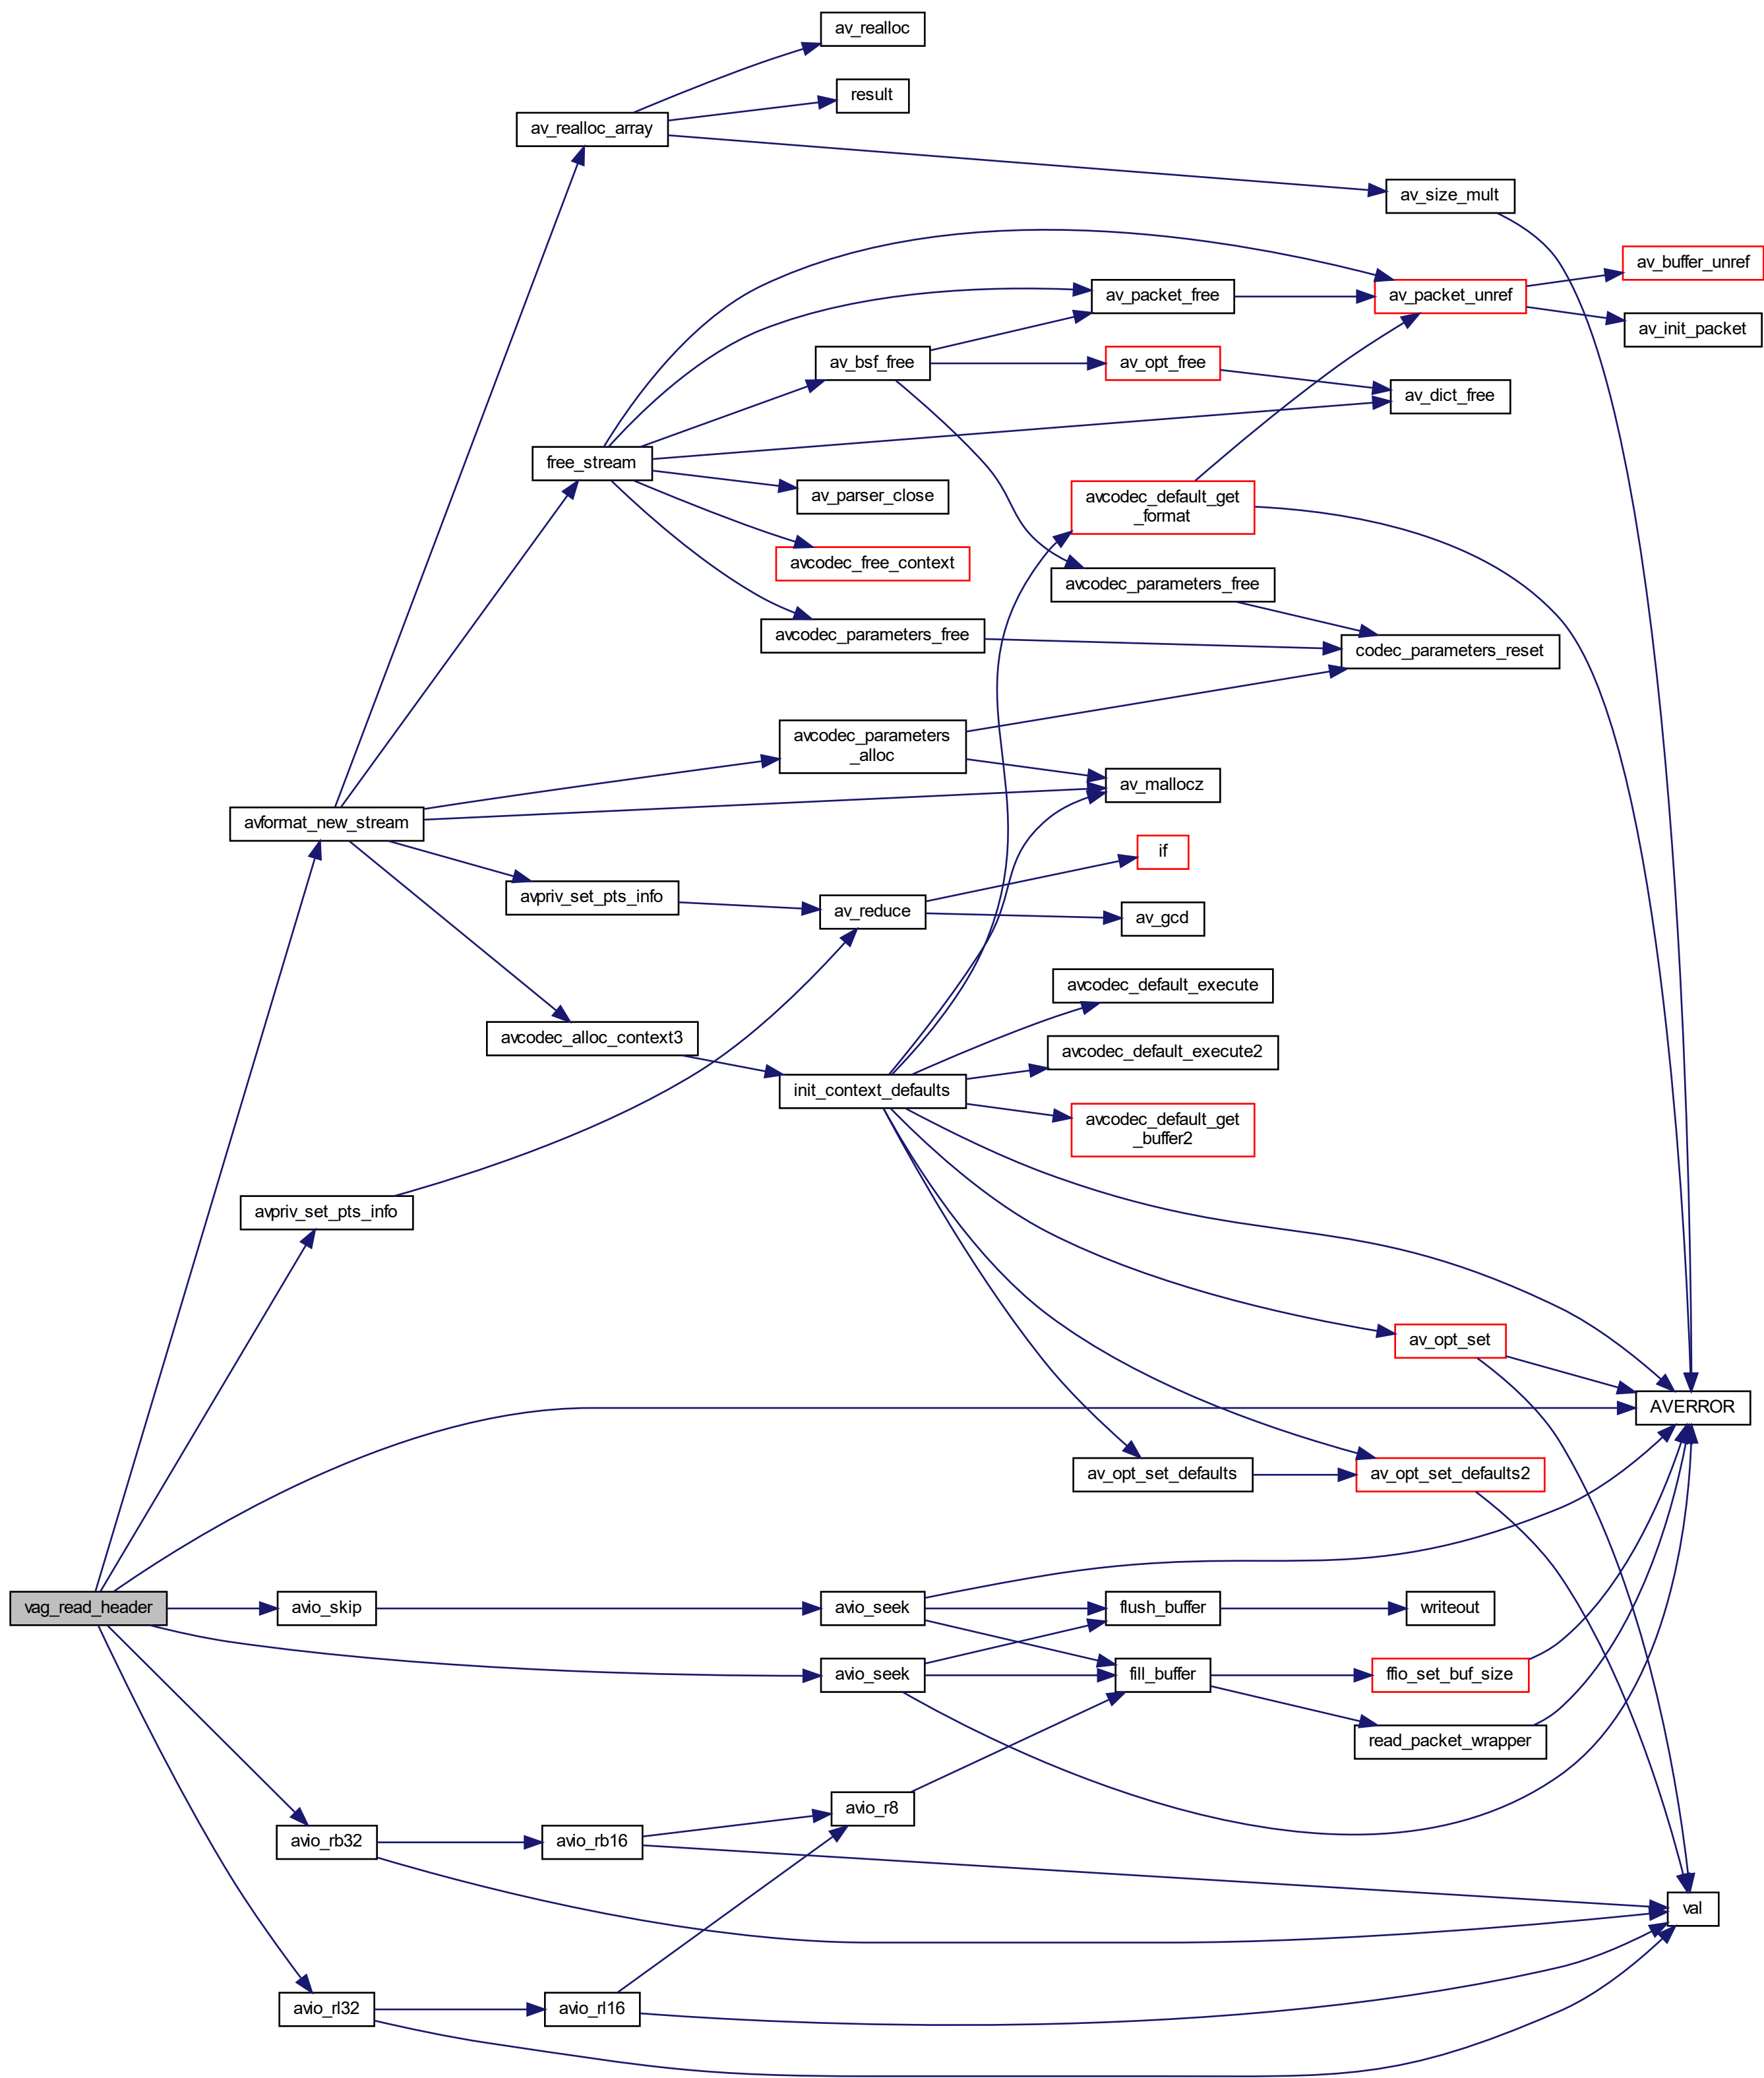 av_realloc
result
av_realloc_array
av_size_mult
av_buffer_unref
av_packet_free
av_packet_unref
av_init_packet
av_bsf_free
av_opt_free
av_dict_free
free_stream
av_parser_close
avcodec_default_get
_format
avcodec_free_context
avcodec_parameters_free
avcodec_parameters_free
codec_parameters_reset
avcodec_parameters
_alloc
av_mallocz
avformat_new_stream
if
avpriv_set_pts_info
av_reduce
av_gcd
avcodec_default_execute
avcodec_alloc_context3
avcodec_default_execute2
init_context_defaults
avcodec_default_get
_buffer2
avpriv_set_pts_info
av_opt_set
AVERROR
av_opt_set_defaults
av_opt_set_defaults2
vag_read_header
avio_skip
avio_seek
flush_buffer
writeout
avio_seek
fill_buffer
ffio_set_buf_size
read_packet_wrapper
avio_r8
avio_rb32
avio_rb16
val
avio_rl32
avio_rl16